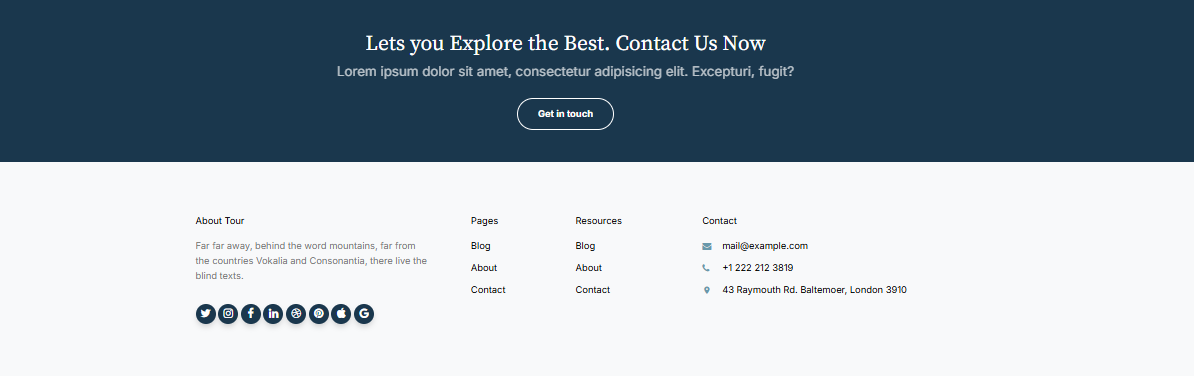 Lets you Explore the Best. Contact Us Now
Lorem ipsum dolor sit amet, consectetur adipisicing elit. Excepturi, fugit?
Get in touch
About Tour
Far far away, behind the word mountains, far from
the countries Vokalia and Consonantia, there live the
blind texts.
Pages
Blog
About
Contact
Resources
Blog
About
Contact
Contact
mail@example.com
+1 222 212 3819
43 Raymouth Rd. Baltemoer, London 3910